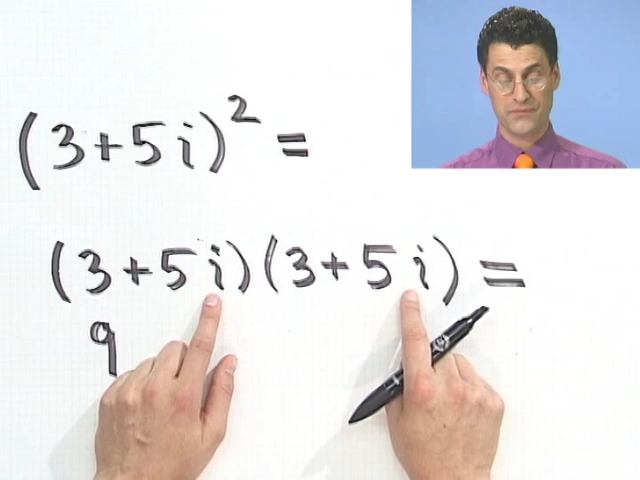 (3+5i)² =
(3+5i)(3+5i) =
9